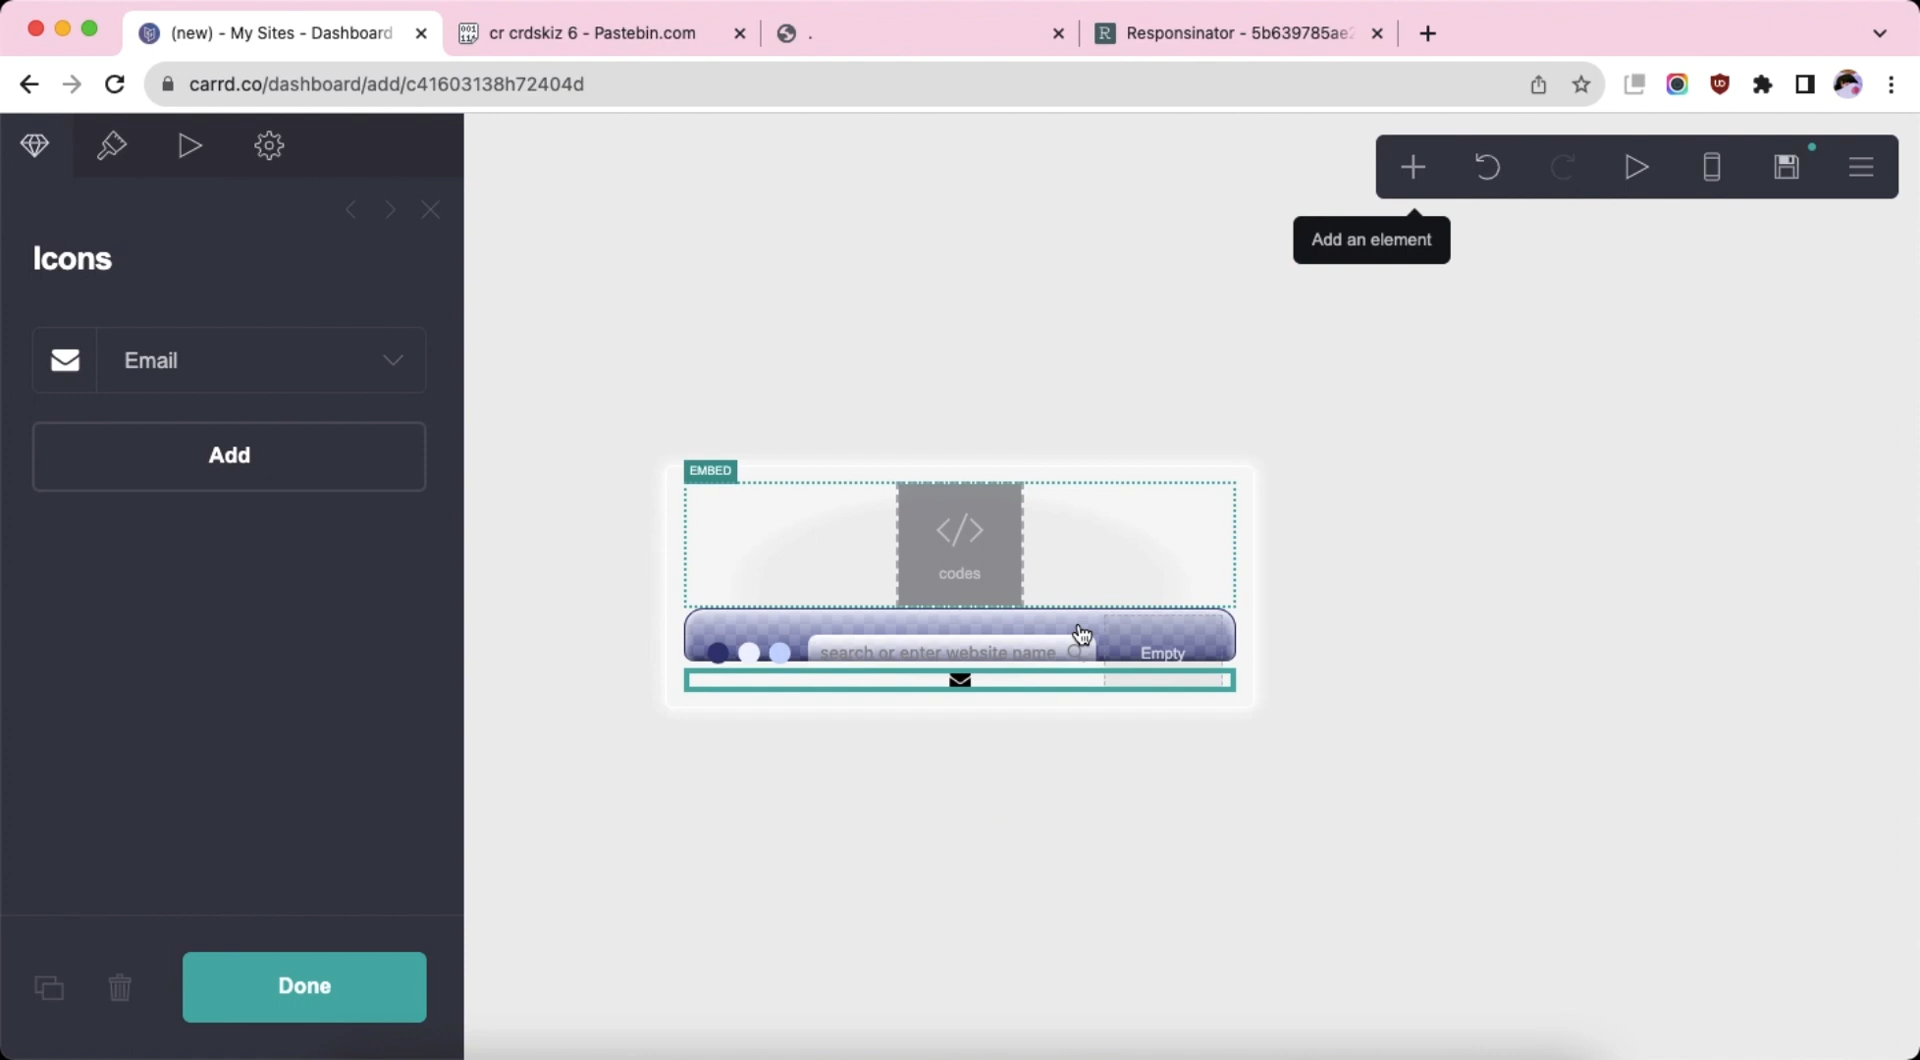 (new) - My Sites - Dashboard
cr crdskiz 6 - Pastebin.com
.
Responsinator - 5b639785ae2
carrd.co/dashboard/add/c41603138h72404d
Add an element
Icons
Email
Add
EMBED
</>
codes
search or enter website name
Empty
Done